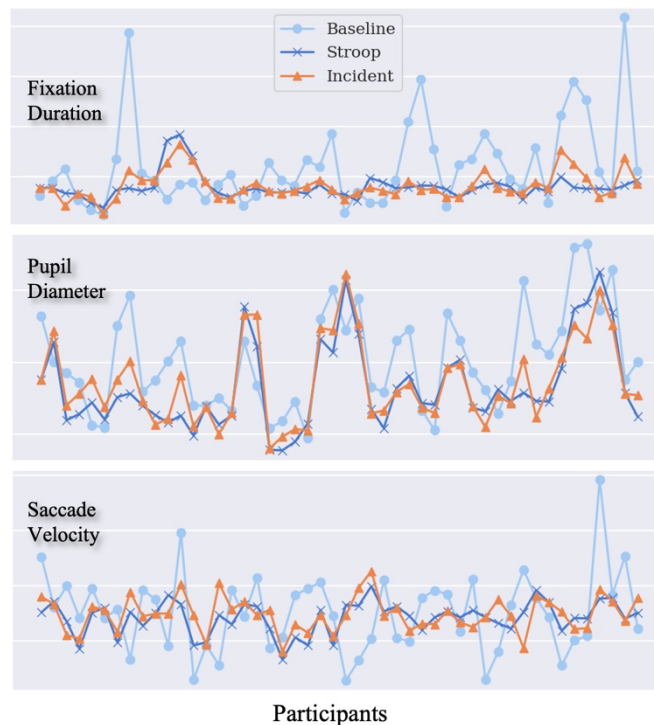 Baseline
Stroop
Incident
Fixation
Duration
Pupil
Diameter
Saccade
Velocity
Participants